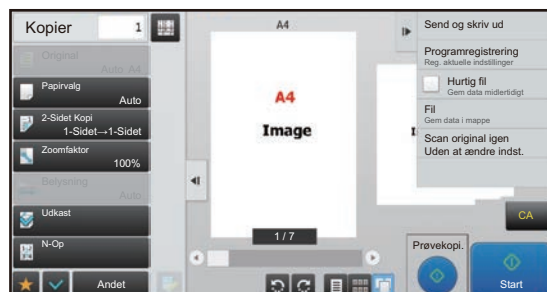 Kopier 1
Original
Auto A4
Papirvalg
Auto
2-Sidet Kopi
1-Sidet→1-Sidet
Zoomfaktor
100%
Belysning
Auto
Udkast
N-Op
Andet
A4
A4
Image
1 / 7
Send og skriv ud
Programregistrering
Reg. aktuelle indstillinger
Hurtig fil
Gem data midlertidigt
Fil
Gem data i mappe
Scan original igen
Uden at ændre indst.
CA
Prøvekopi.
Start